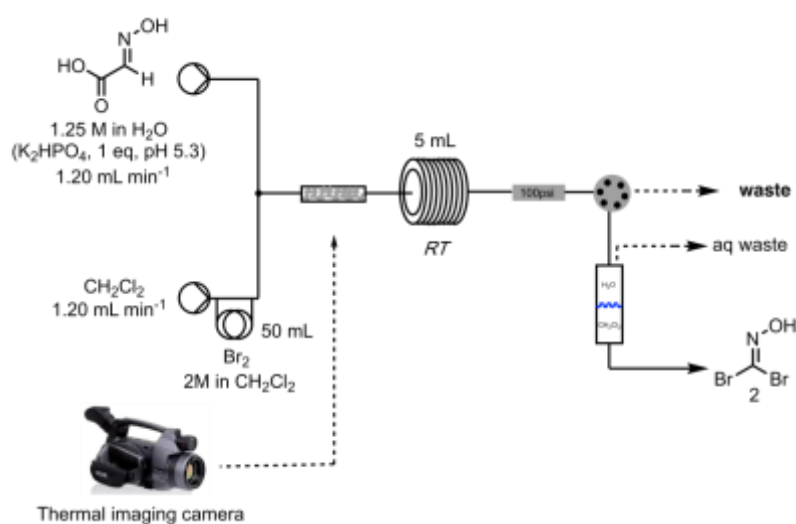 N
OH
HO
H
O
1.25 M in H₂O
(K₂HPO₄, 1 eq, pH 5.3)
1.20 mL min⁻¹
5 mL
100psi
waste
aq waste
RT
CH₂Cl₂
1.20 mL min⁻¹
50 mL
Br₂
2M in CH₂Cl₂
H₂O
CH₂Cl₂
N
OH
Br
Br
2
Thermal imaging camera